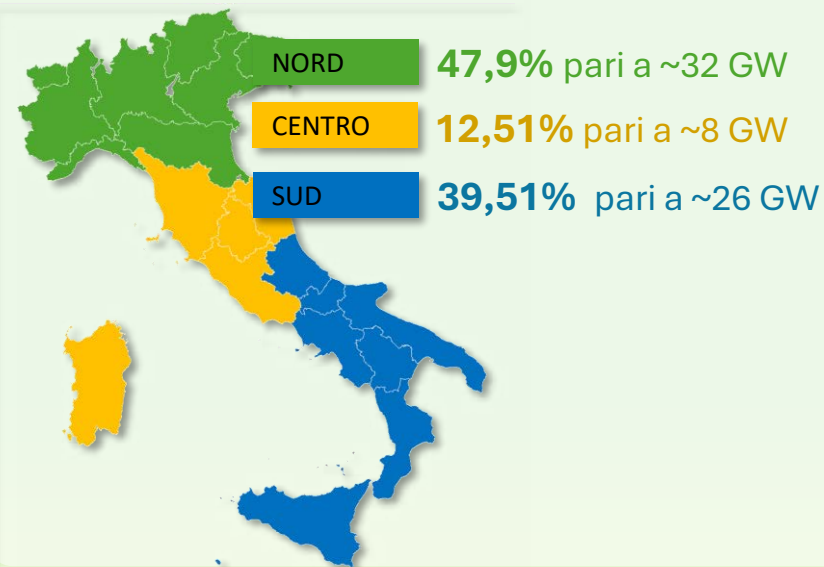 NORD 47,9% pari a ~32 GW
CENTRO 12,51% pari a ~8 GW
SUD 39,51% pari a ~26 GW